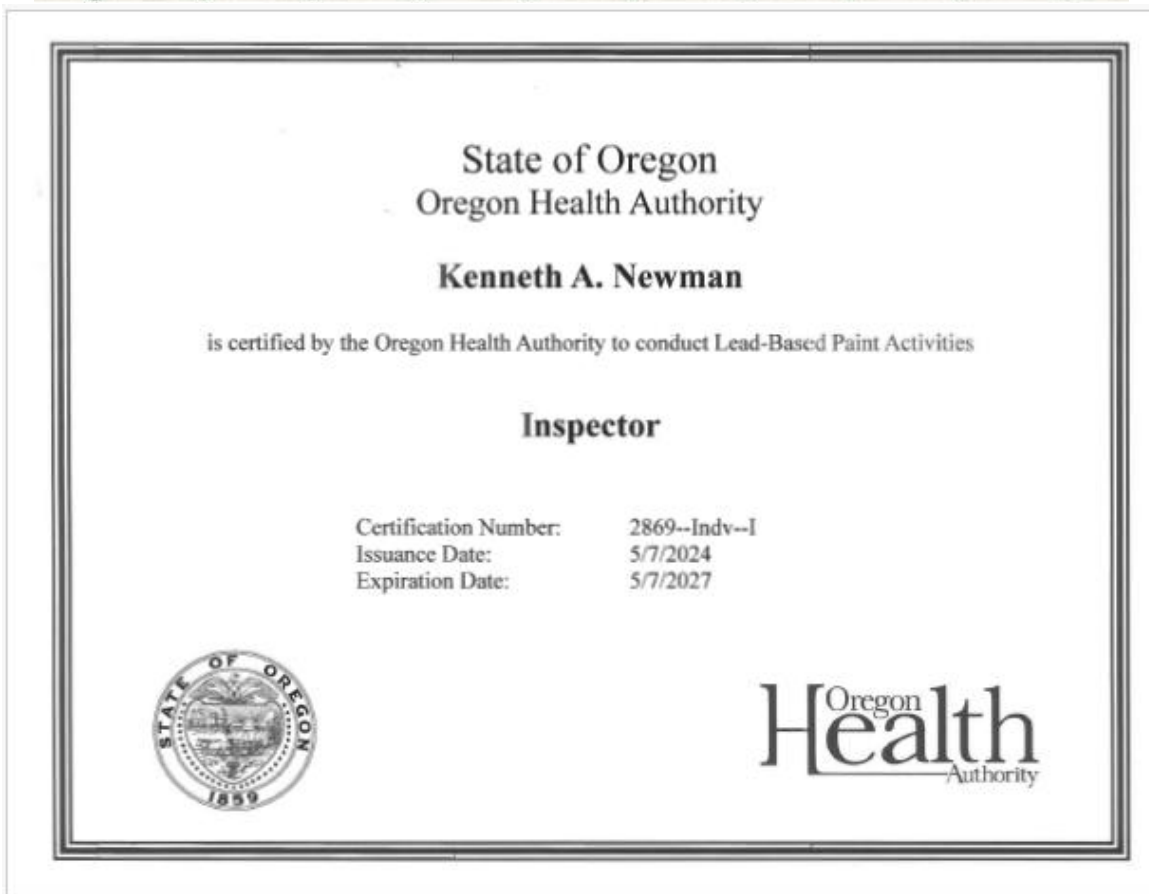 State of Oregon
Oregon Health Authority
Kenneth A. Newman
is certified by the Oregon Health Authority to conduct Lead-Based Paint Activities
Inspector
Certification Number: 2869--Indv--I
Issuance Date: 5/7/2024
Expiration Date: 5/7/2027
STATE OF OREGON
1859
Oregon
Health
Authority